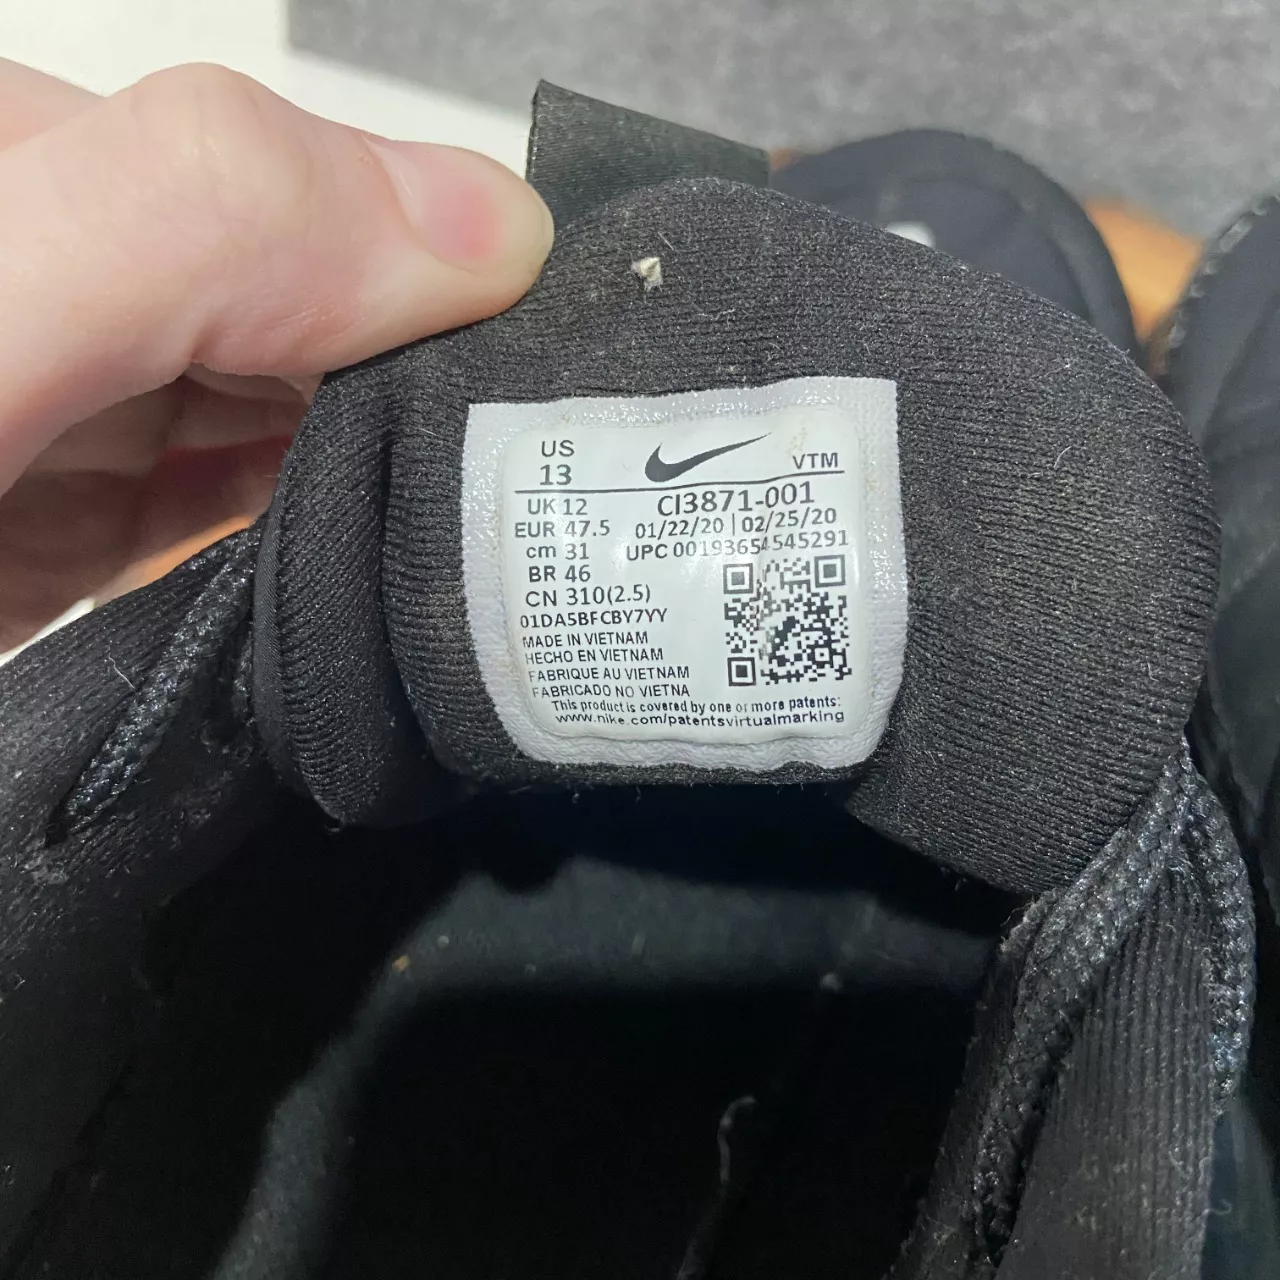 US
13
VTM
UK 12
CI3871-001
EUR 47.5
01/22/20 | 02/25/20
cm 31
UPC 00193654545291
BR 46
CN 310(2.5)
01DA5BFCBY7YY
MADE IN VIETNAM
HECHO EN VIETNAM
FABRIQUE AU VIETNAM
FABRICADO NO VIETNA
This product is covered by one or more patents:
www.nike.com/patentsvirtualmarking